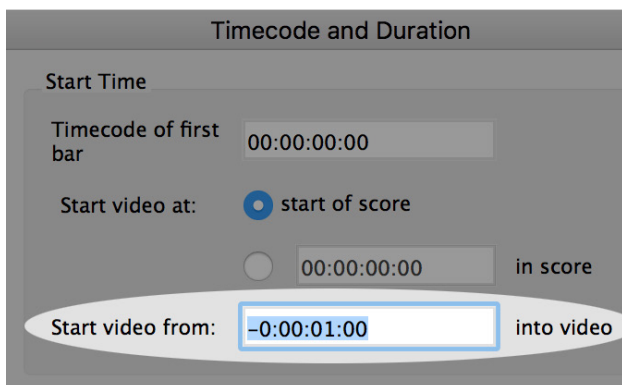 Timecode and Duration
Start Time
Timecode of first
bar
00:00:00:00
Start video at:
start of score
00:00:00:00
in score
Start video from:
–0:00:01:00
into video